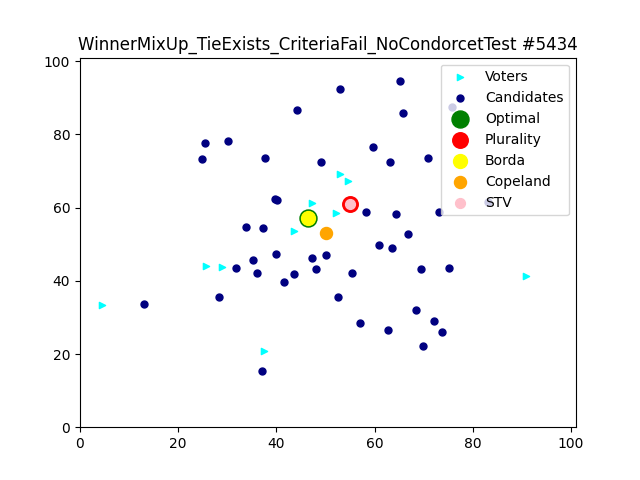 WinnerMixUp_TieExists_CriteriaFail_NoCondorcetTest #5434
100
80
60
40
20
0
0 20 40 60 80 100
Voters
Candidates
Optimal
Plurality
Borda
Copeland
STV